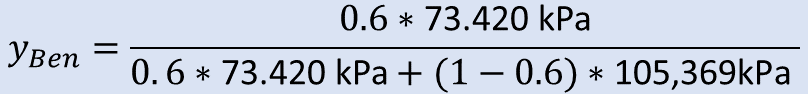 y_Ben = (0.6 * 73.420 kPa) / (0. 6 * 73.420 kPa + (1 − 0.6) * 105,369kPa)